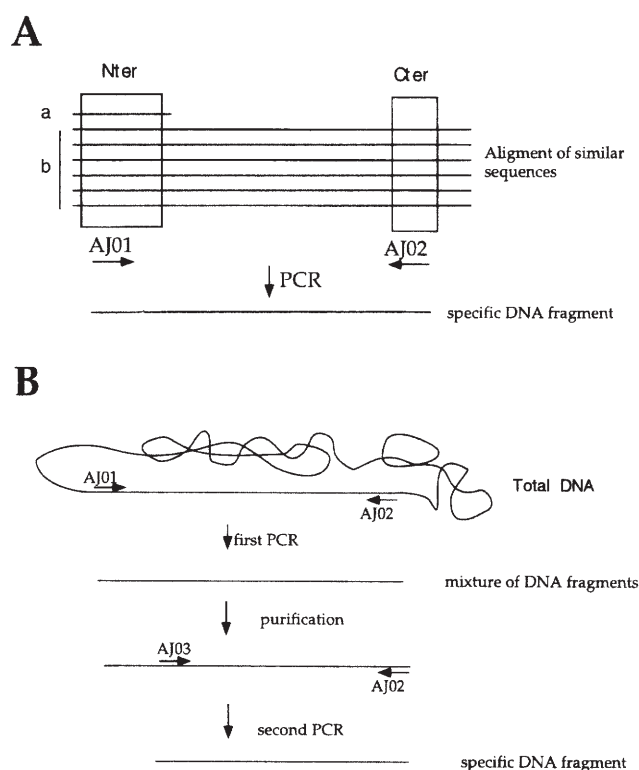 A
Nter
Cter
a
b
Aligment of similar
sequences
AJ01
AJ02
PCR
specific DNA fragment
B
AJ01
AJ02
Total DNA
first PCR
mixture of DNA fragments
purification
AJ03
AJ02
second PCR
specific DNA fragment